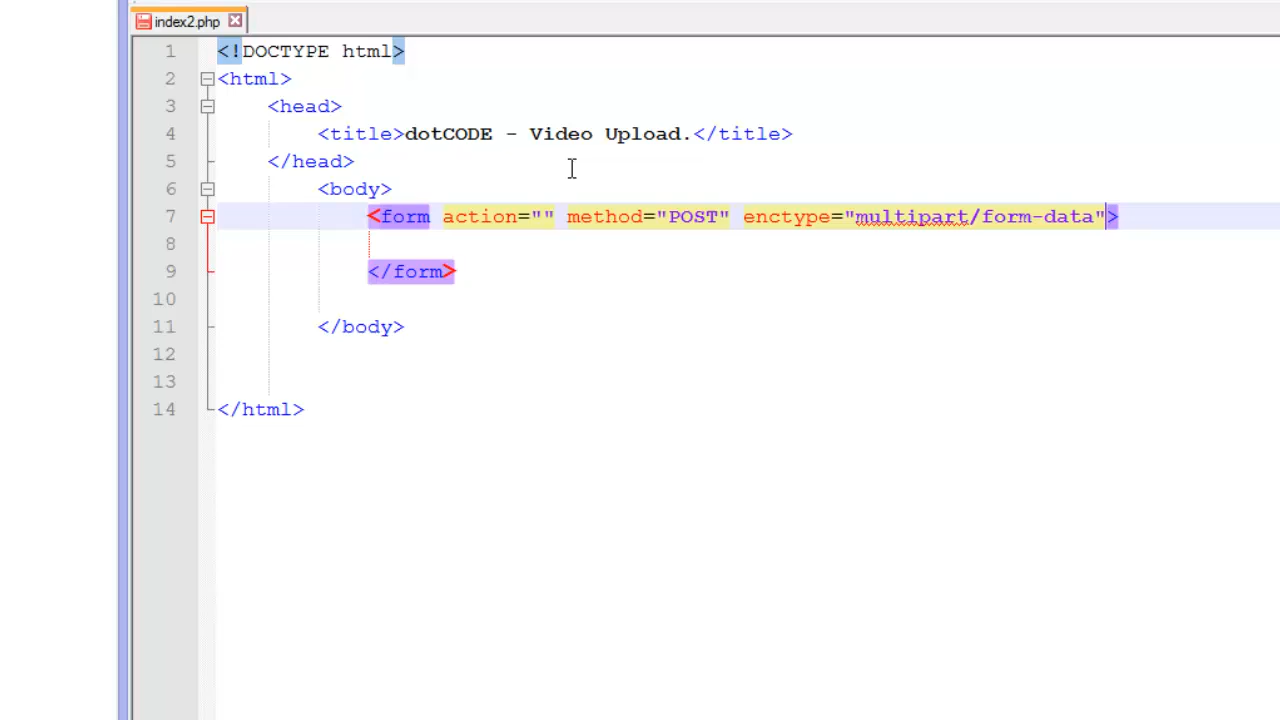 index2.php
1 <!DOCTYPE html>
2 <html>
3 <head>
4 <title>dotCODE - Video Upload.</title>
5 </head>
6 <body>
7 <form action="" method="POST" enctype="multipart/form-data">
8
9 </form>
10
11 </body>
12
13
14 </html>